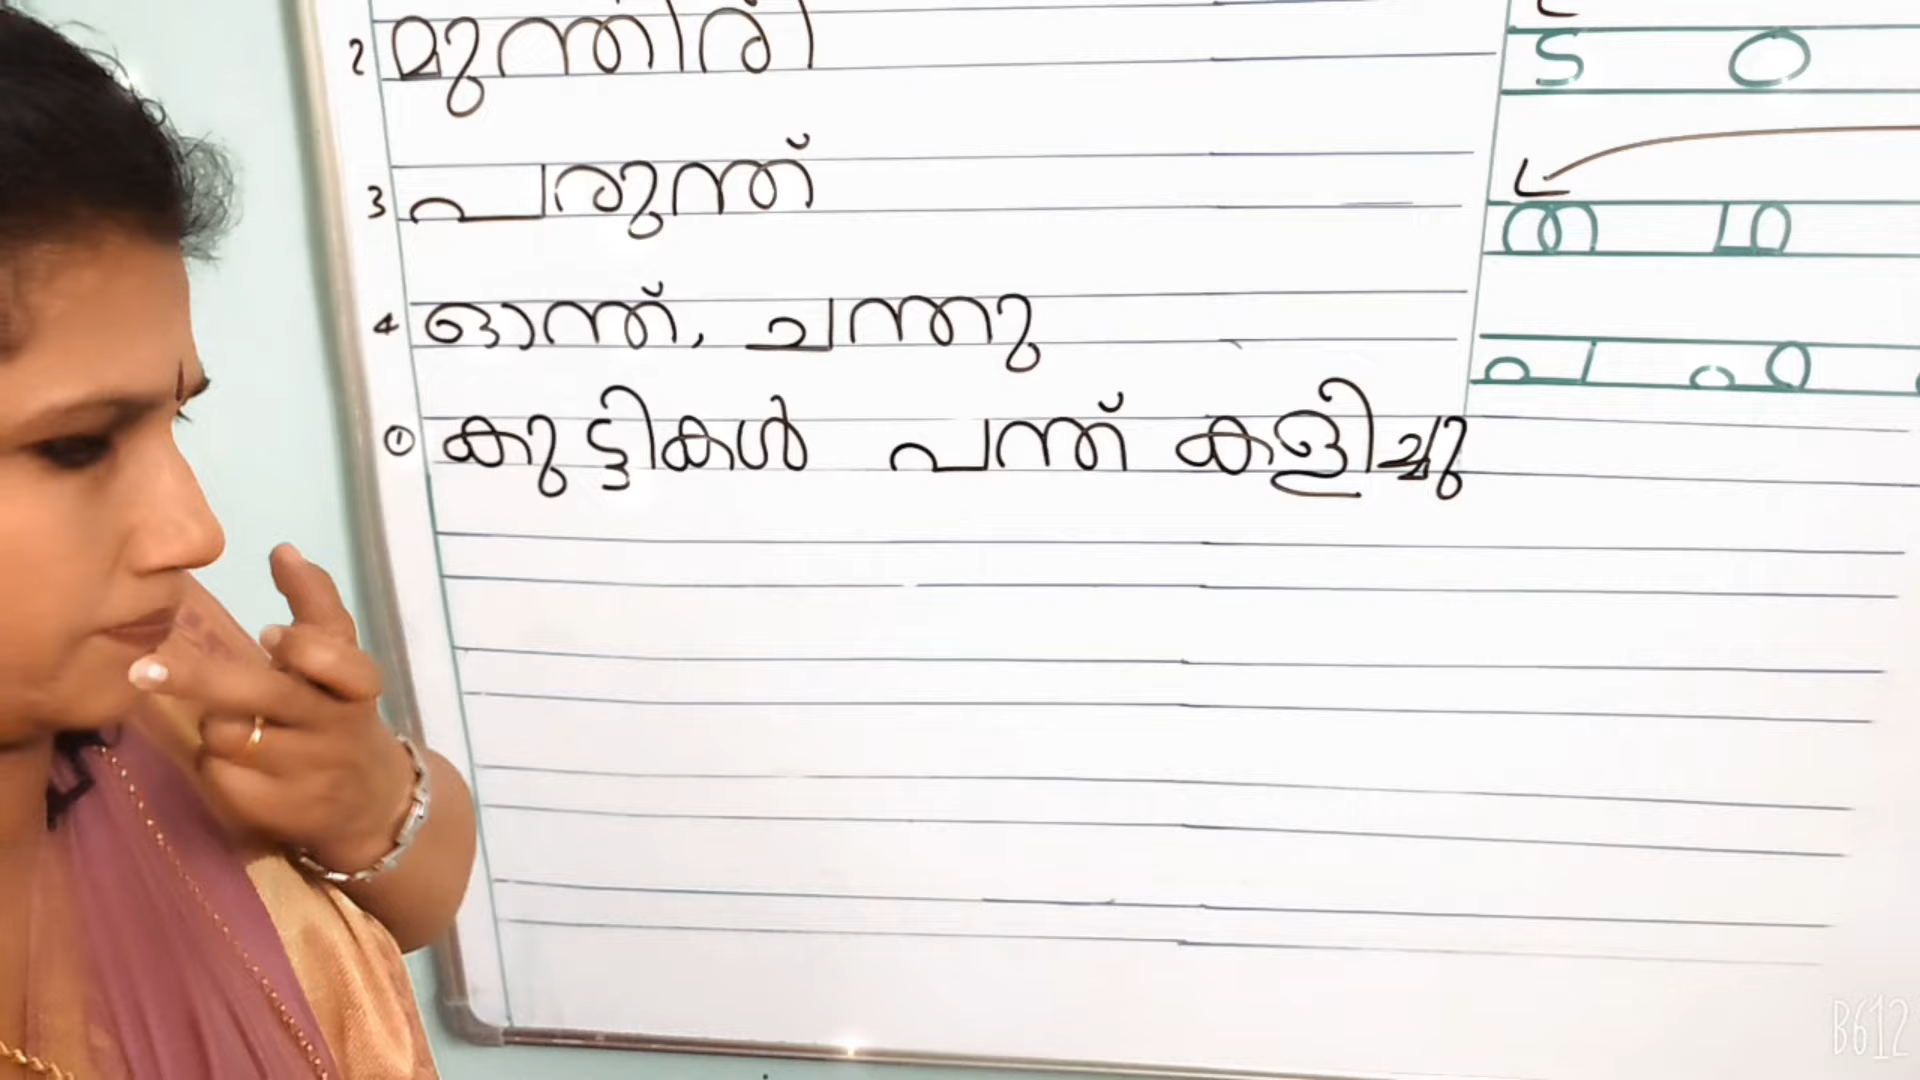 2 മുന്തിരി
3 പരുന്ത്
4 ഓന്ത്, ചന്തു
① കുട്ടികൾ പന്ത് കളിച്ചു
ട ഠ
ത ഥ
പ ഫ
B612